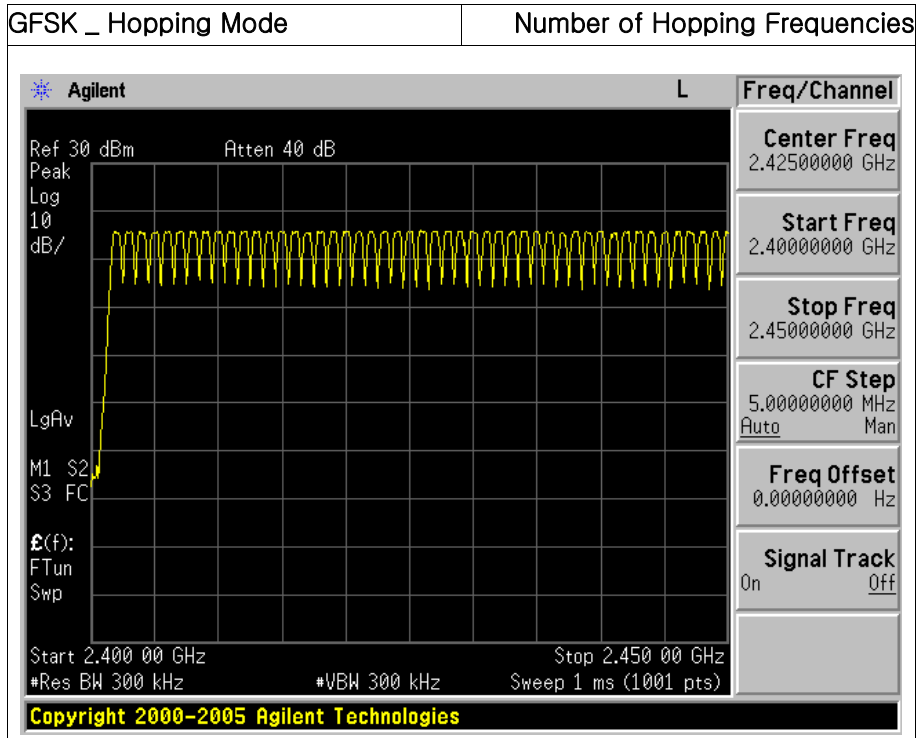 GFSK _ Hopping Mode
Number of Hopping Frequencies
Agilent
L
Freq/Channel
Ref 30 dBm
Atten 40 dB
Peak
Log
10
dB/
LgAv
M1 S2
S3 FC
£(f):
FTun
Swp
Start 2.400 00 GHz
Stop 2.450 00 GHz
#Res BW 300 kHz
#VBW 300 kHz
Sweep 1 ms (1001 pts)
Center Freq
2.42500000 GHz
Start Freq
2.40000000 GHz
Stop Freq
2.45000000 GHz
CF Step
5.00000000 MHz
Auto Man
Freq Offset
0.00000000 Hz
Signal Track
On Off
Copyright 2000-2005 Agilent Technologies